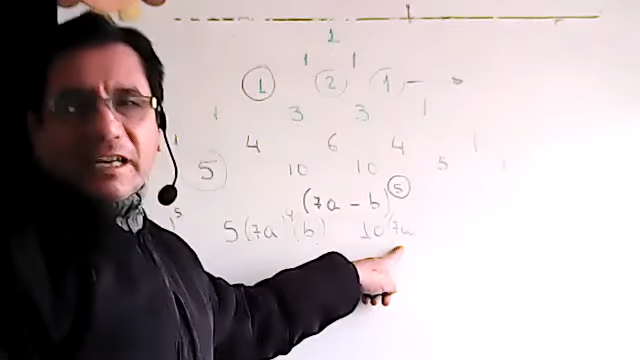 1
1 1
1 2 1
1 3 3 1
1 4 6 4 1
5 10 10 5 1
(7a - b)^5
5 5(7a)^4(b) 10(7a